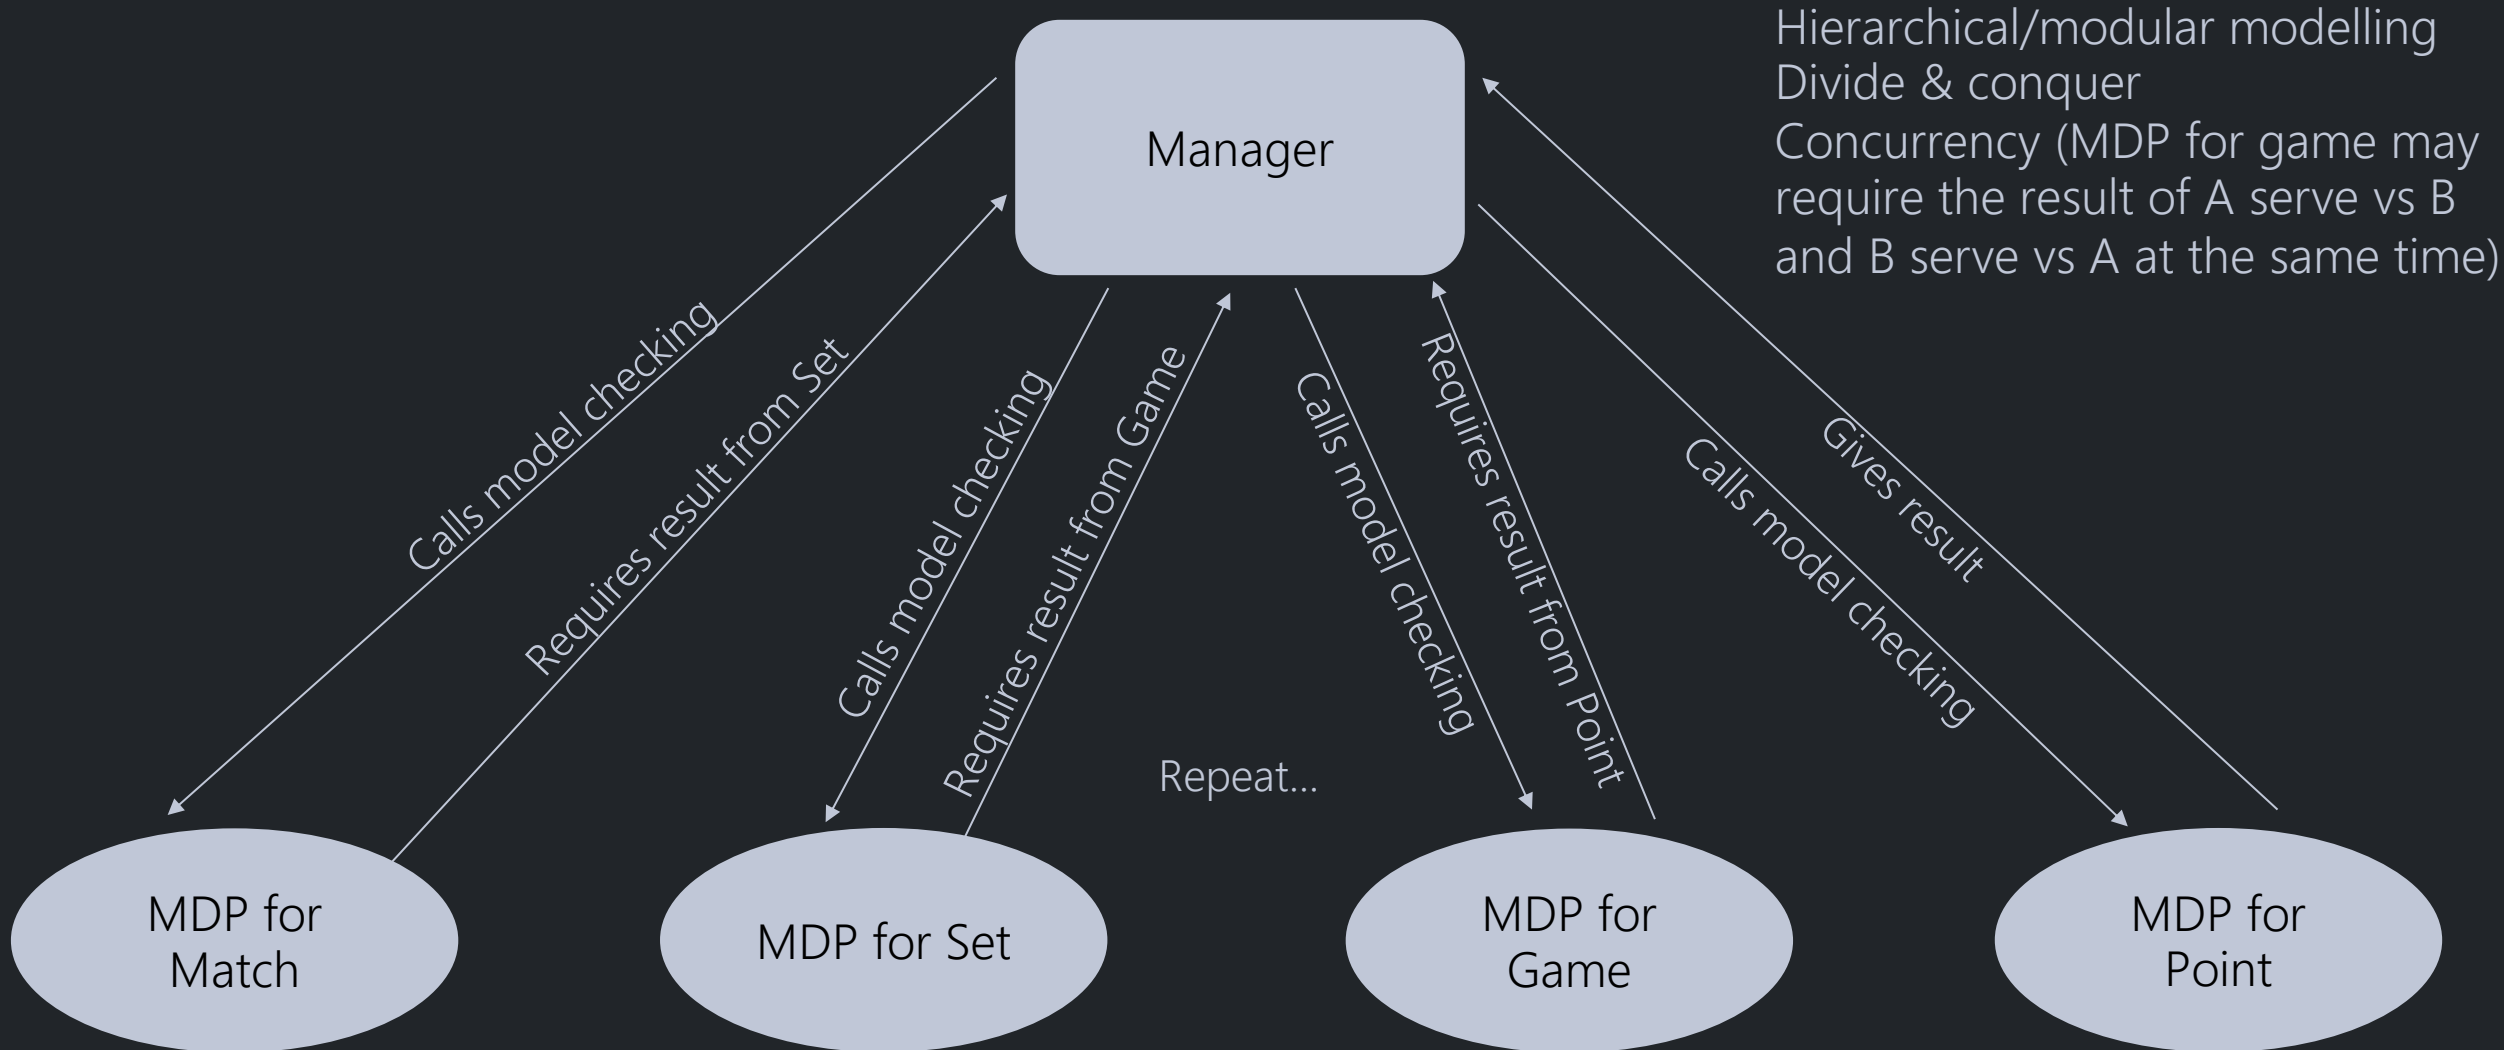 Hierarchical/modular modelling
Divide & conquer
Concurrency (MDP for game may
require the result of A serve vs B
and B serve vs A at the same time)
Manager
Calls model checking
Requires result from Set
Calls model checking
Requires result from Game
Calls model checking
Requires result from Point
Calls model checking
Gives result
Repeat...
MDP for
Match
MDP for Set
MDP for
Game
MDP for
Point